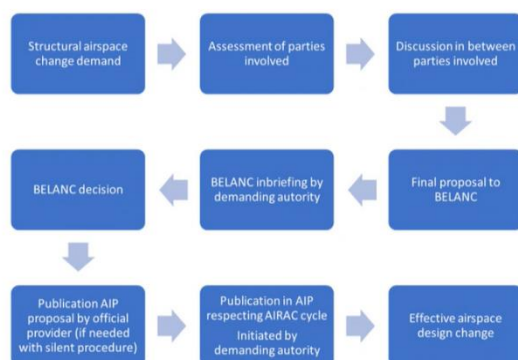 Structural airspace
change demand
Assessment of parties
involved
Discussion in between
parties involved
Final proposal to
BELANC
BELANC inbriefing by
demanding autority
BELANC decision
Publication AIP
proposal by official
provider (if needed
with silent procedure)
Publication in AIP
respecting AIRAC cycle
Initiated by
demanding autority
Effective airspace
design change